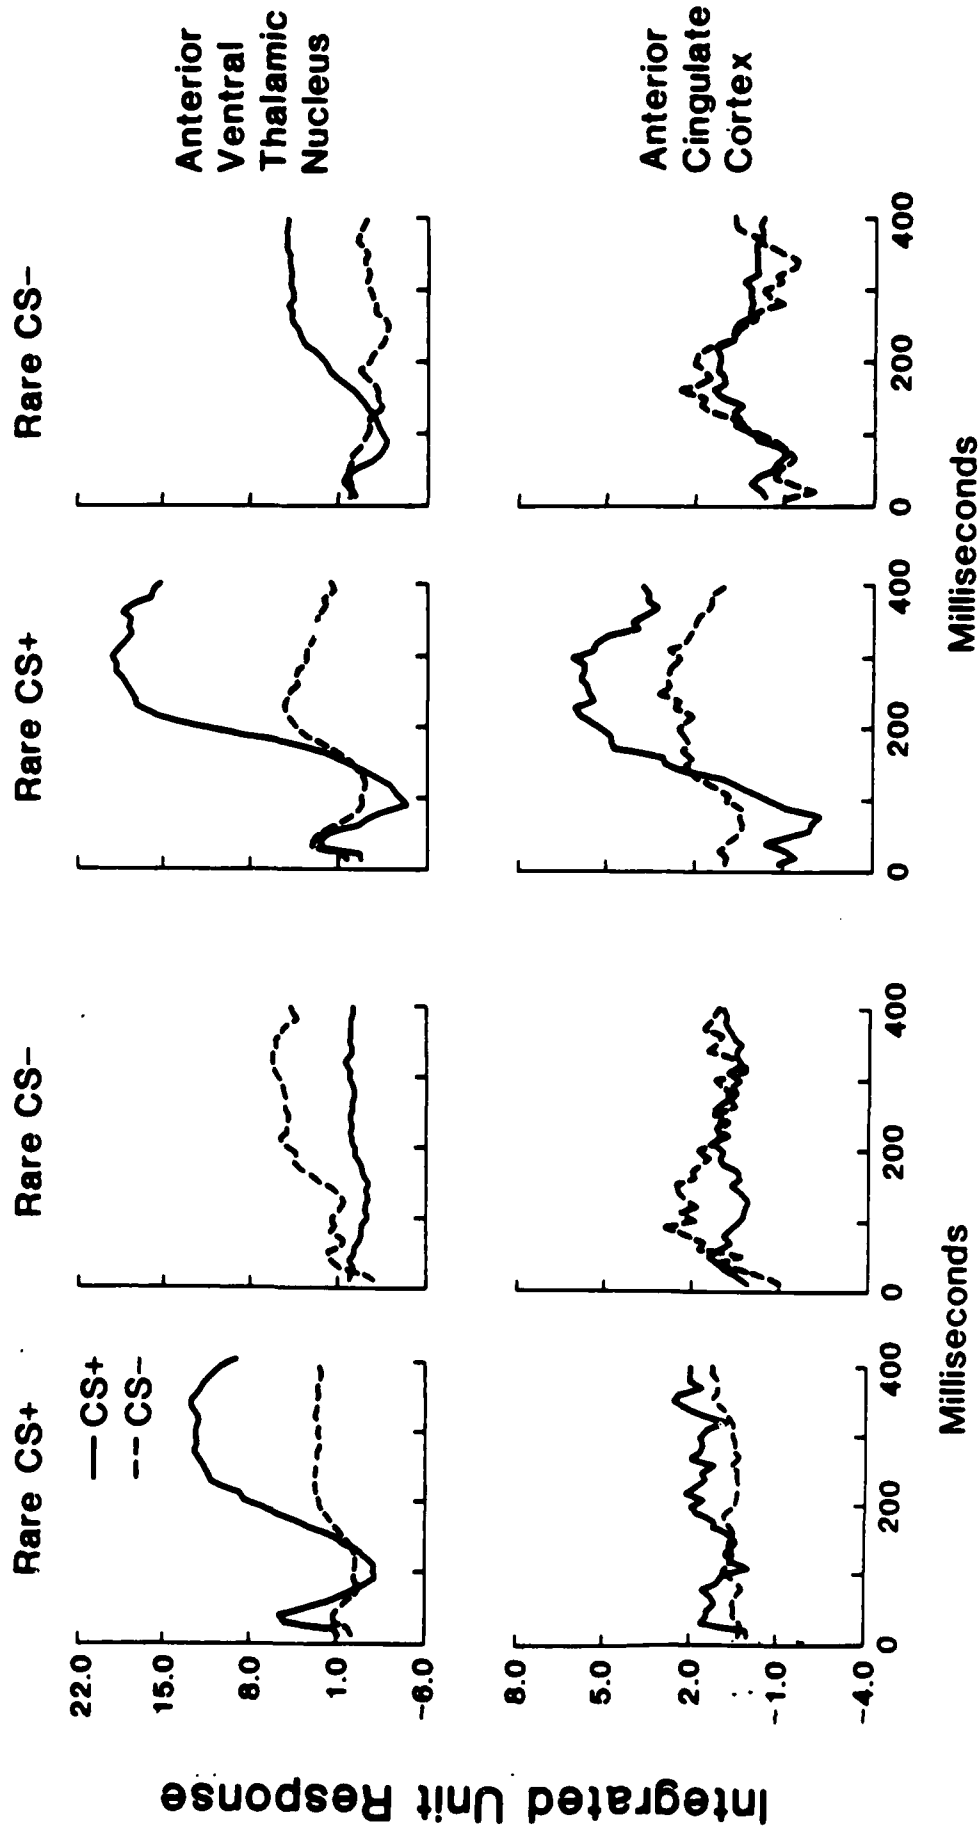 Rare CS+
Rare CS−
Rare CS+
Rare CS−
CS+
CS−
Anterior
Ventral
Thalamic
Nucleus
22.0
15.0
8.0
1.0
-6.0
Integrated Unit Response
Anterior
Cingulate
Cortex
8.0
5.0
2.0
-1.0
-4.0
0 200 400
0 200 400
0 200 400
0 200 400
Milliseconds
Milliseconds